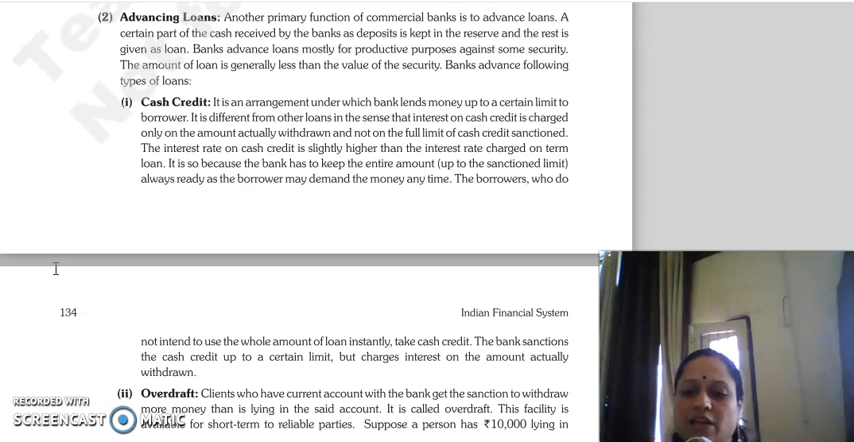 (2) Advancing Loans: Another primary function of commercial banks is to advance loans. A
certain part of the cash received by the banks as deposits is kept in the reserve and the rest is
given as loan. Banks advance loans mostly for productive purposes against some security.
The amount of loan is generally less than the value of the security. Banks advance following
types of loans:
(i) Cash Credit: It is an arrangement under which bank lends money up to a certain limit to
borrower. It is different from other loans in the sense that interest on cash credit is charged
only on the amount actually withdrawn and not on the full limit of cash credit sanctioned.
The interest rate on cash credit is slightly higher than the interest rate charged on term
loan. It is so because the bank has to keep the entire amount (up to the sanctioned limit)
always ready as the borrower may demand the money any time. The borrowers, who do
134 Indian Financial System
not intend to use the whole amount of loan instantly, take cash credit. The bank sanctions
the cash credit up to a certain limit, but charges interest on the amount actually
withdrawn.
(ii) Overdraft: Clients who have current account with the bank get the sanction to withdraw
more money than is lying in the said account. It is called overdraft. This facility is
available for short-term to reliable parties. Suppose a person has ₹10,000 lying in
RECORDED WITH
SCREENCAST MATIC